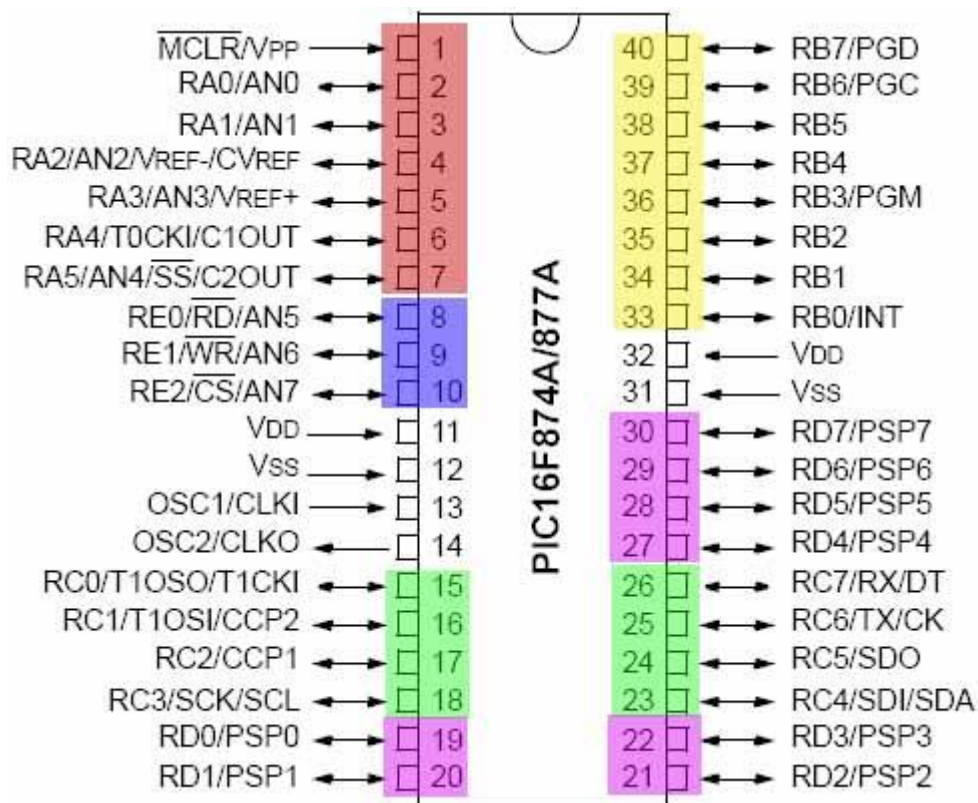 MCLR/VPP 1 40 RB7/PGD
RA0/AN0 2 39 RB6/PGC
RA1/AN1 3 38 RB5
RA2/AN2/VREF-/CVREF 4 37 RB4
RA3/AN3/VREF+ 5 36 RB3/PGM
RA4/T0CKI/C1OUT 6 35 RB2
RA5/AN4/SS/C2OUT 7 34 RB1
RE0/RD/AN5 8 33 RB0/INT
RE1/WR/AN6 9 32 VDD
RE2/CS/AN7 10 31 VSS
VDD 11 30 RD7/PSP7
VSS 12 29 RD6/PSP6
OSC1/CLKI 13 28 RD5/PSP5
OSC2/CLKO 14 27 RD4/PSP4
RC0/T1OSO/T1CKI 15 26 RC7/RX/DT
RC1/T1OSI/CCP2 16 25 RC6/TX/CK
RC2/CCP1 17 24 RC5/SDO
RC3/SCK/SCL 18 23 RC4/SDI/SDA
RD0/PSP0 19 22 RD3/PSP3
RD1/PSP1 20 21 RD2/PSP2
PIC16F874A/877A